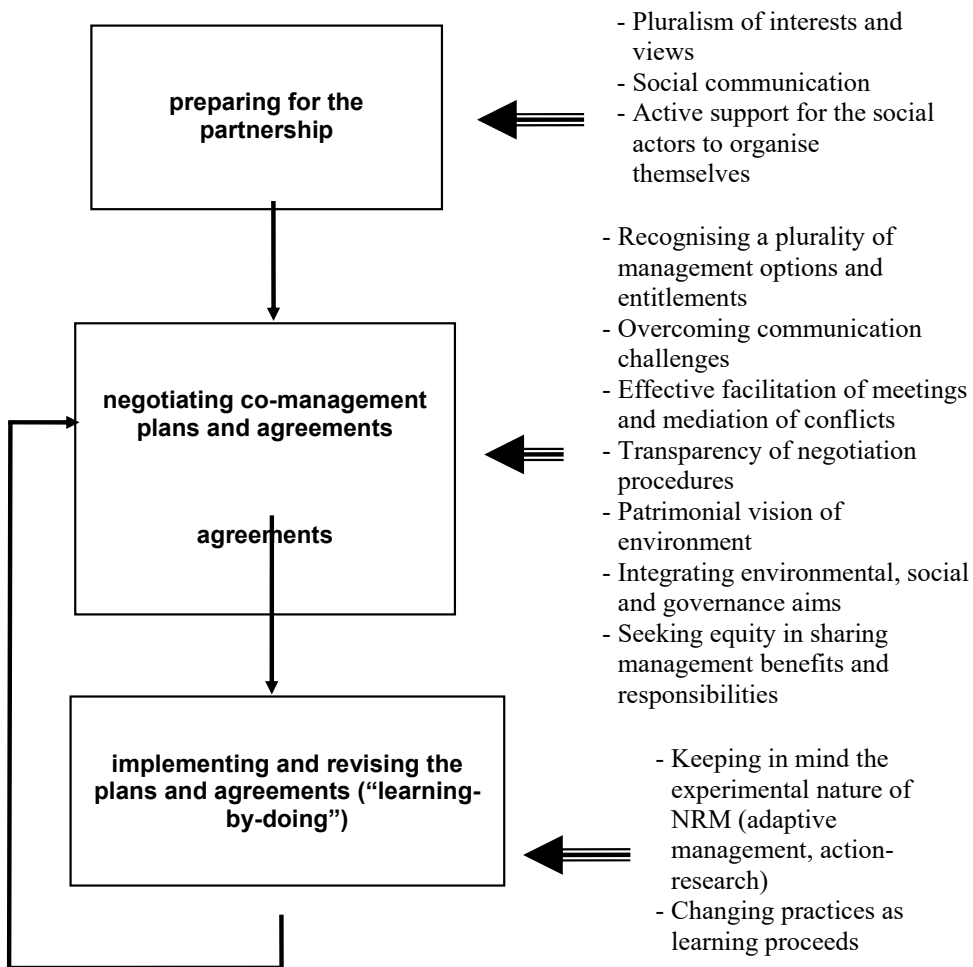 preparing for the
partnership
- Pluralism of interests and
views
- Social communication
- Active support for the social
actors to organise
themselves
negotiating co-management
plans and agreements
agreements
- Recognising a plurality of
management options and
entitlements
- Overcoming communication
challenges
- Effective facilitation of meetings
and mediation of conflicts
- Transparency of negotiation
procedures
- Patrimonial vision of
environment
- Integrating environmental, social
and governance aims
- Seeking equity in sharing
management benefits and
responsibilities
implementing and revising the
plans and agreements (“learning-
by-doing”)
- Keeping in mind the
experimental nature of
NRM (adaptive
management, action-
research)
- Changing practices as
learning proceeds